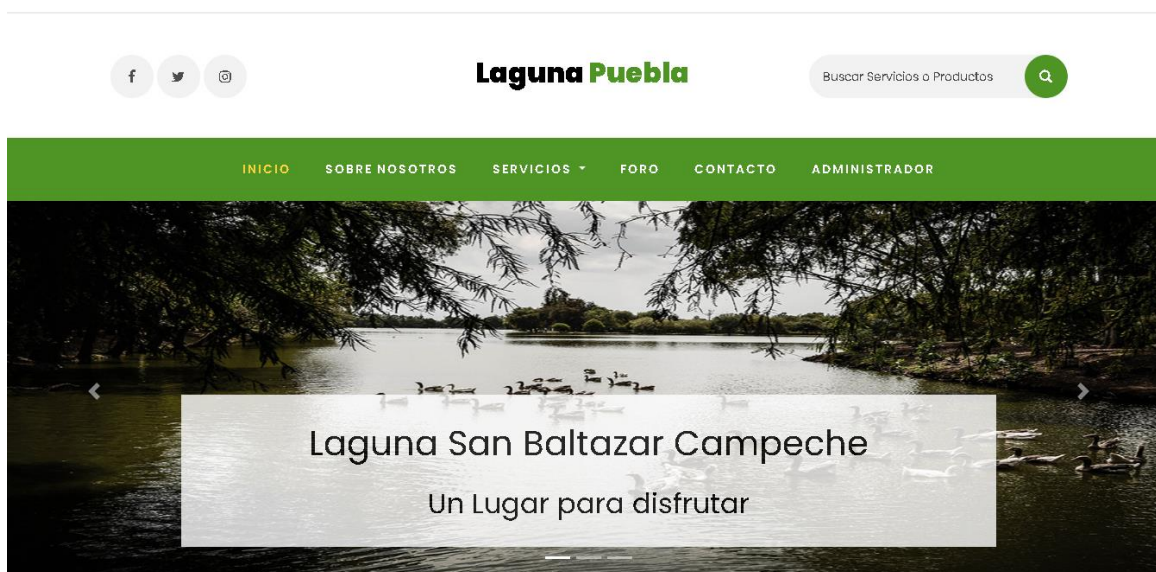 Laguna Puebla
Buscar Servicios o Productos
INICIO SOBRE NOSOTROS SERVICIOS FORO CONTACTO ADMINISTRADOR
Laguna San Baltazar Campeche
Un Lugar para disfrutar